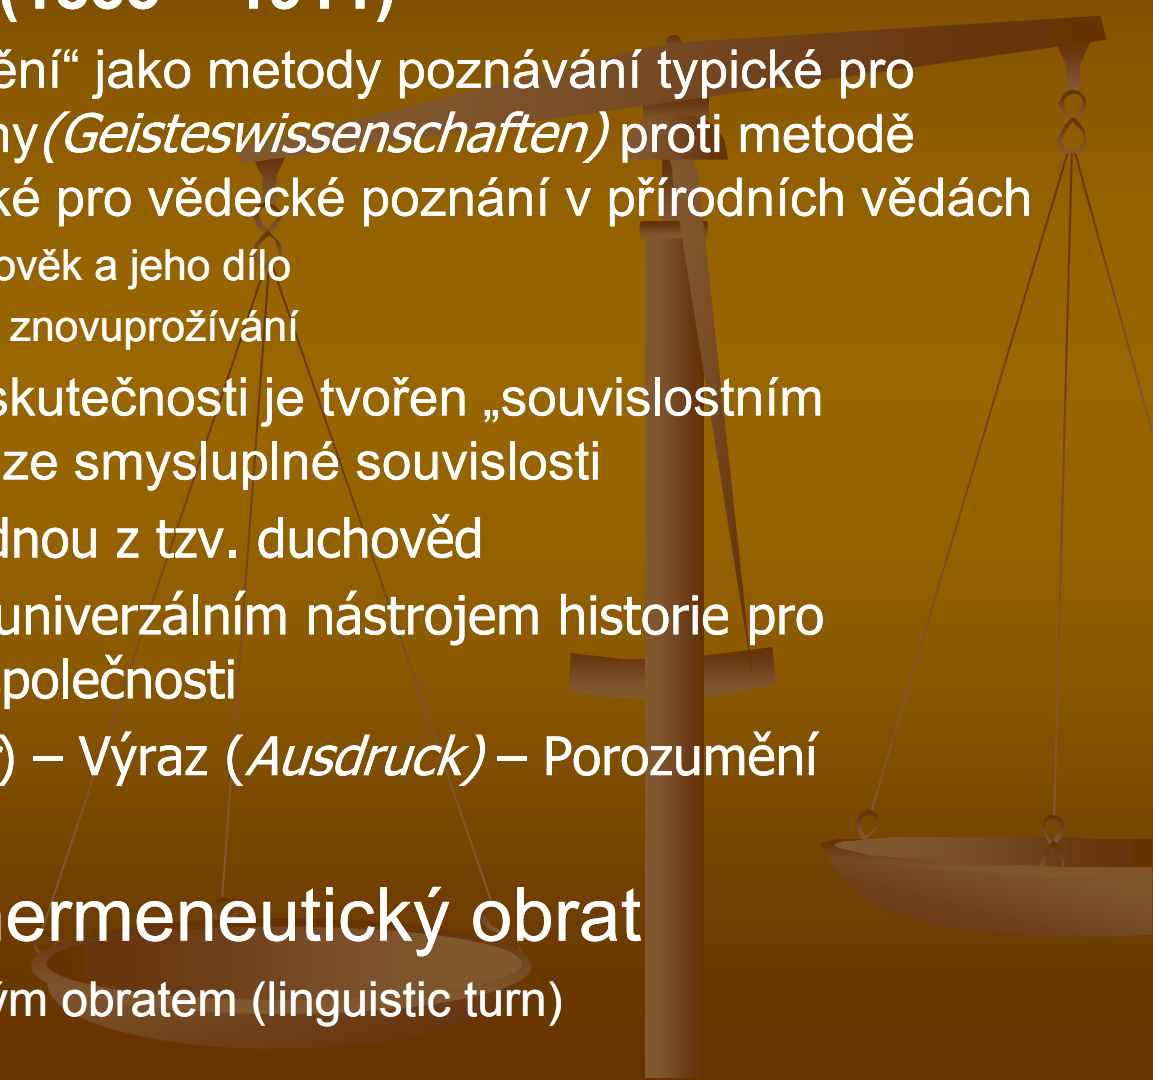 ění“ jako metody poznávání typické pro
ny(Geisteswissenschaften) proti metodě
ké pro vědecké poznání v přírodních vědách
ověk a jeho dílo
znovuprožívání
skutečnosti je tvořen „souvislostním
ze smysluplné souvislosti
dnou z tzv. duchověd
univerzálním nástrojem historie pro
společnosti
) – Výraz (Ausdruck) – Porozumění
hermeneutický obrat
ým obratem (linguistic turn)